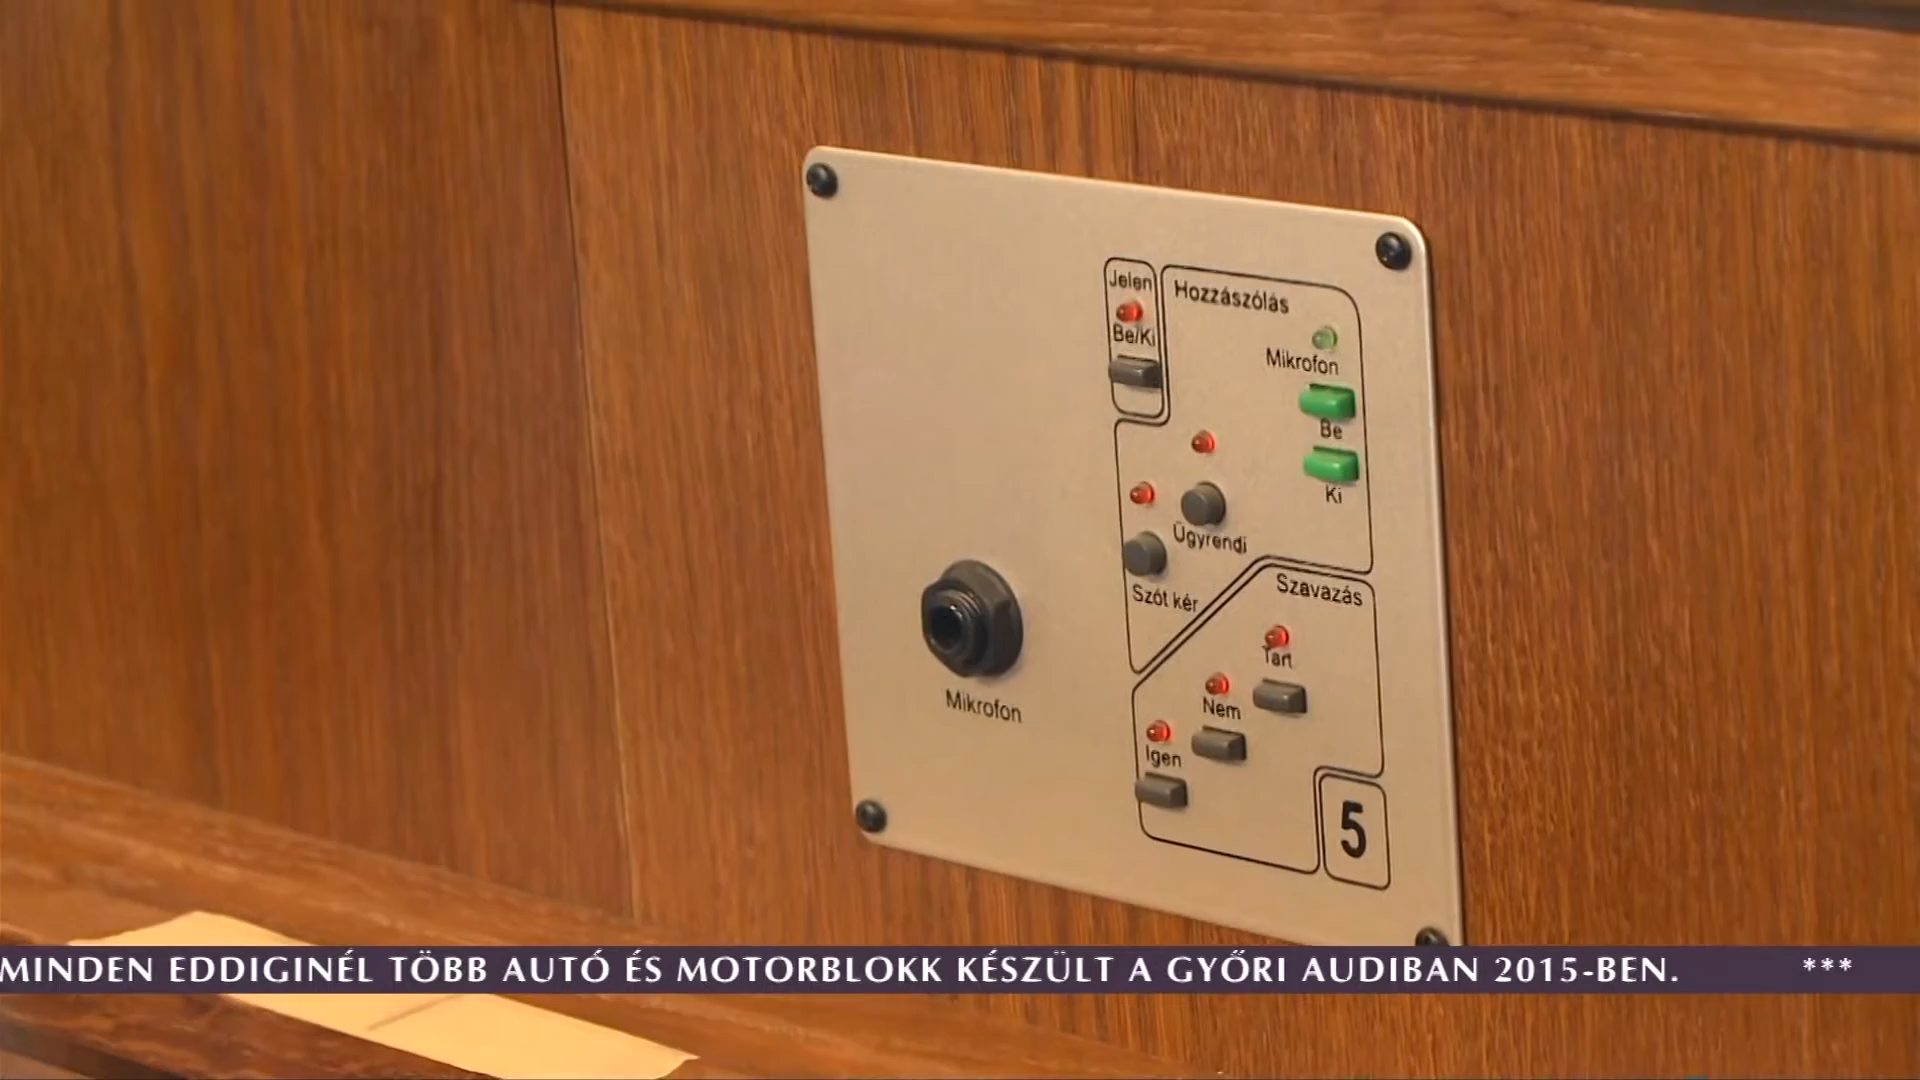 Jelen
Be/Ki
Hozzászólás
Mikrofon
Be
Ki
Ügyrendi
Szót kér
Szavazás
Tart
Nem
Igen
Mikrofon
5
MINDEN EDDIGINÉL TÖBB AUTÓ ÉS MOTORBLOKK KÉSZÜLT A GYŐRI AUDIBAN 2015-BEN. ***